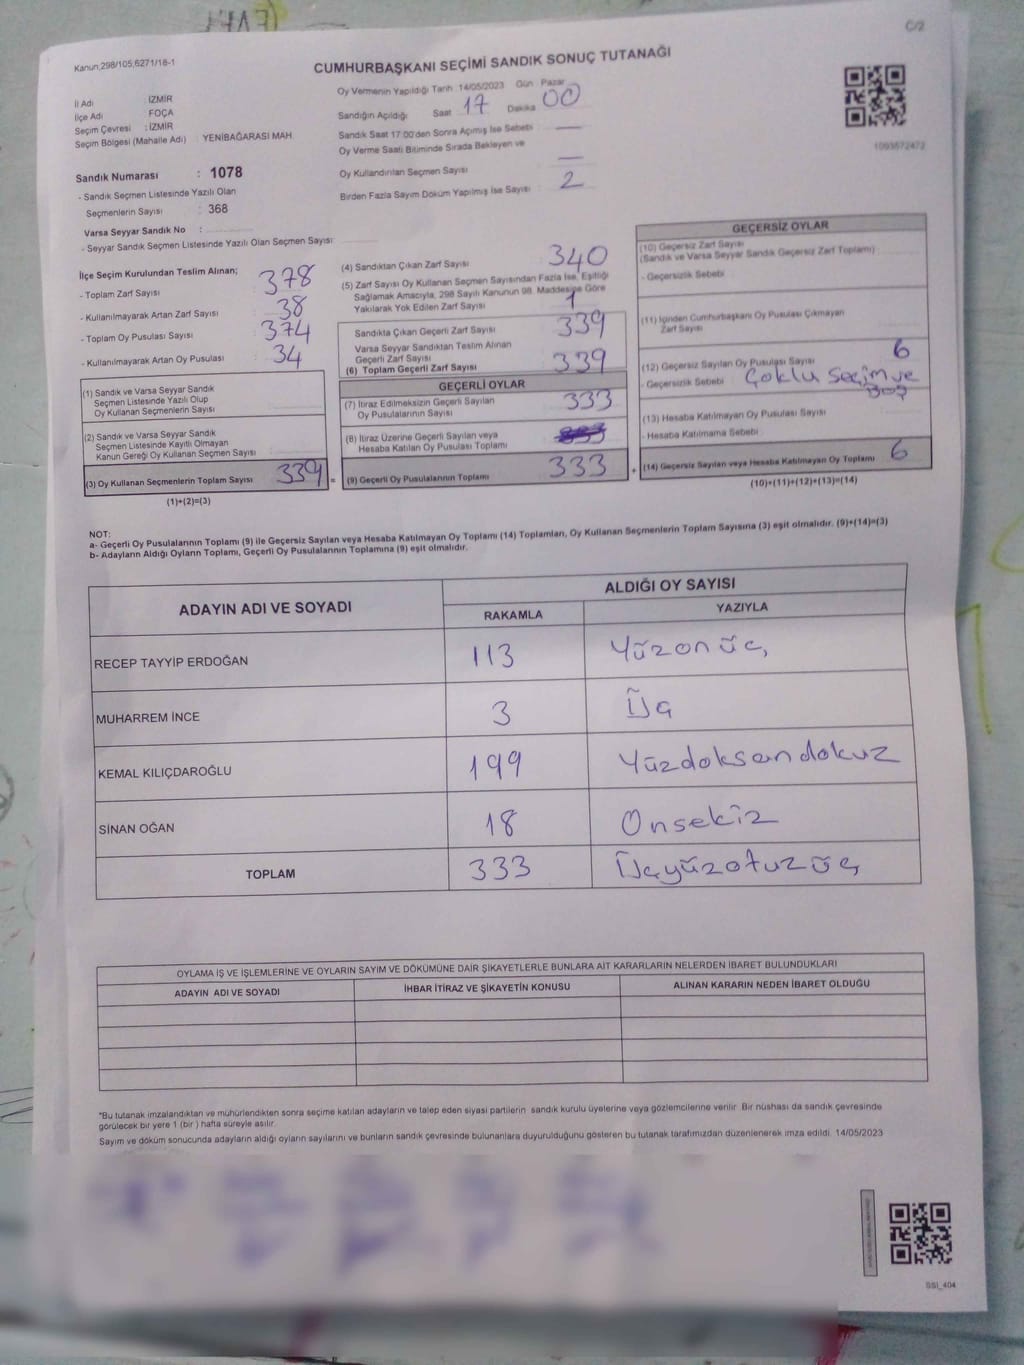 C/2
Kanun,298/105,6271/18-1
CUMHURBAŞKANI SEÇİMİ SANDIK SONUÇ TUTANAĞI
İl Adı İZMİR
İlçe Adı FOÇA
Seçim Çevresi : İZMİR
Seçim Bölgesi (Mahalle Adı) : YENİBAĞARASI MAH.
Sandık Numarası : 1078
- Sandık Seçmen Listesinde Yazılı Olan
Seçmenlerin Sayısı : 368
Varsa Seyyar Sandık No :
- Seyyar Sandık Seçmen Listesinde Yazılı Olan Seçmen Sayısı
Oy Vermenin Yapıldığı Tarih 14/05/2023 Gün Pazar
Sandığın Açıldığı Saat 17 Dakika 00
Sandık Saat 17:00'den Sonra Açımış İse Sebebi —
Oy Verme Saati Bitiminde Sırada Bekleyen ve
Oy Kullandırılan Seçmen Sayısı —
Birden Fazla Sayım Döküm Yapılmış İse Sayısı : 2
1093572472
İlçe Seçim Kurulundan Teslim Alınan;
- Toplam Zarf Sayısı 378
- Kullanılmayarak Artan Zarf Sayısı : 38
- Toplam Oy Pusulası Sayısı 374
- Kullanılmayarak Artan Oy Pusulası : 34
(1) Sandık ve Varsa Seyyar Sandık
Seçmen Listesinde Yazılı Olup
Oy Kullanan Seçmenlerin Sayısı
(2) Sandık ve Varsa Seyyar Sandık
Seçmen Listesinde Kayıtlı Olmayan
Kanun Gereği Oy Kullanan Seçmen Sayısı
(3) Oy Kullanan Seçmenlerin Toplam Sayısı 339 =
(1)+(2)=(3)
(4) Sandıktan Çıkan Zarf Sayısı 340
(5) Zarf Sayısı Oy Kullanan Seçmen Sayısından Fazla İse, Eşitliği
Sağlamak Amacıyla, 298 Sayılı Kanunun 98. Maddesine Göre
Yakılarak Yok Edilen Zarf Sayısı 1
Sandıkta Çıkan Geçerli Zarf Sayısı 339
Varsa Seyyar Sandıktan Teslim Alınan
Geçerli Zarf Sayısı
(6) Toplam Geçerli Zarf Sayısı 339
GEÇERLİ OYLAR
(7) İtiraz Edilmeksizin Geçerli Sayılan
Oy Pusulalarının Sayısı 333
(8) İtiraz Üzerine Geçerli Sayılan veya
Hesaba Katılan Oy Pusulası Toplamı
(9) Geçerli Oy Pusulalarının Toplamı 333 +
GEÇERSİZ OYLAR
(10) Geçersiz Zarf Sayısı
(Sandık ve Varsa Seyyar Sandık Geçersiz Zarf Toplamı)
- Geçersizlik Sebebi
(11) İçinden Cumhurbaşkanı Oy Pusulası Çıkmayan
Zarf Sayısı
(12) Geçersiz Sayılan Oy Pusulası Sayısı 6
- Geçersizlik Sebebi : Çoklu Seçim ve
Boş
(13) Hesaba Katılmayan Oy Pusulası Sayısı
- Hesaba Katılmama Sebebi
(14) Geçersiz Sayılan veya Hesaba Katılmayan Oy Toplamı 6
(10)+(11)+(12)+(13)=(14)
NOT:
a- Geçerli Oy Pusulalarının Toplamı (9) ile Geçersiz Sayılan veya Hesaba Katılmayan Oy Toplamı (14) Toplamları, Oy Kullanan Seçmenlerin Toplam Sayısına (3) eşit olmalıdır. (9)+(14)=(3)
b- Adayların Aldığı Oyların Toplamı, Geçerli Oy Pusulalarının Toplamına (9) eşit olmalıdır.
ADAYIN ADI VE SOYADI
ALDIĞI OY SAYISI
RAKAMLA YAZIYLA
RECEP TAYYİP ERDOĞAN 113 Yüzonüç
MUHARREM İNCE 3 Üç
KEMAL KILIÇDAROĞLU 199 Yüzdoksandokuz
SİNAN OĞAN 18 Onsekiz
TOPLAM 333 Üçyüzotuzüç
OYLAMA İŞ VE İŞLEMLERİNE VE OYLARIN SAYIM VE DÖKÜMÜNE DAİR ŞİKAYETLERLE BUNLARA AİT KARARLARIN NELERDEN İBARET BULUNDUKLARI
ADAYIN ADI VE SOYADI İHBAR İTİRAZ VE ŞİKAYETİN KONUSU ALINAN KARARIN NEDEN İBARET OLDUĞU
*Bu tutanak imzalandıktan ve mühürlendikten sonra seçime katılan adayların ve talep eden siyasi partilerin sandık kurulu üyelerine veya gözlemcilerine verilir. Bir nüshası da sandık çevresinde
görülecek bir yere 1 (bir ) hafta süreyle asılır.
Sayım ve döküm sonucunda adayların aldığı oyların sayılarını ve bunların sandık çevresinde bulunanlara duyurulduğunu gösteren bu tutanak tarafımızdan düzenlenerek imza edildi. 14/05/2023
SSI_404